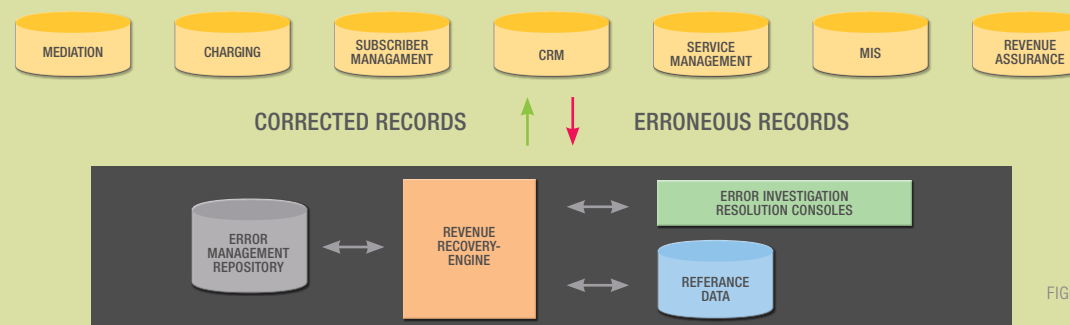 MEDIATION
CHARGING
SUBSCRIBER
MANAGAMENT
CRM
SERVICE
MANAGEMENT
MIS
REVENUE
ASSURANCE
CORRECTED RECORDS
ERRONEOUS RECORDS
ERROR
MANAGEMENT
REPOSITORY
REVENUE
RECOVERY-
ENGINE
ERROR INVESTIGATION
RESOLUTION CONSOLES
REFERANCE
DATA
FIG